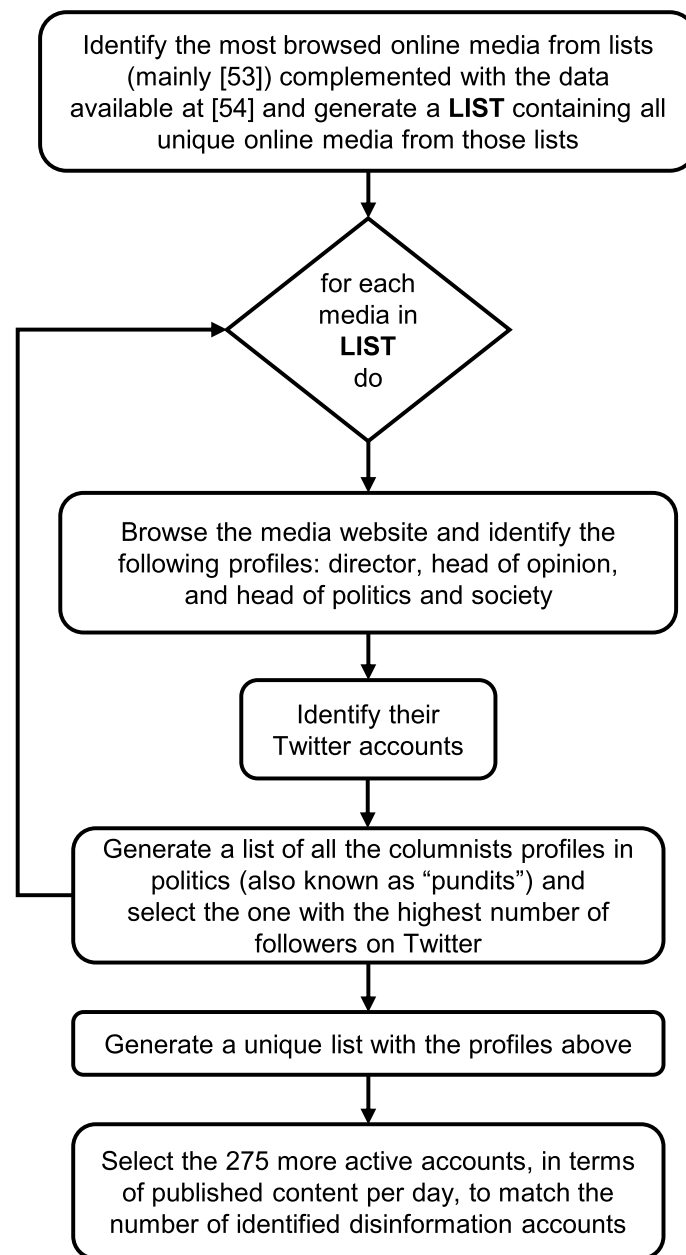 Identify the most browsed online media from lists
(mainly [53]) complemented with the data
available at [54] and generate a LIST containing all
unique online media from those lists
for each
media in
LIST
do
Browse the media website and identify the
following profiles: director, head of opinion,
and head of politics and society
Identify their
Twitter accounts
Generate a list of all the columnists profiles in
politics (also known as “pundits”) and
select the one with the highest number of
followers on Twitter
Generate a unique list with the profiles above
Select the 275 more active accounts, in terms
of published content per day, to match the
number of identified disinformation accounts